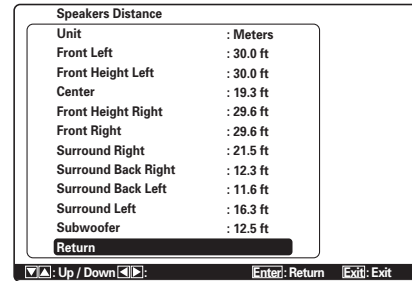 Speakers Distance
Unit : Meters
Front Left : 30.0 ft
Front Height Left : 30.0 ft
Center : 19.3 ft
Front Height Right : 29.6 ft
Front Right : 29.6 ft
Surround Right : 21.5 ft
Surround Back Right : 12.3 ft
Surround Back Left : 11.6 ft
Surround Left : 16.3 ft
Subwoofer : 12.5 ft
Return
▼▲: Up / Down ◀▶: Enter: Return Exit: Exit